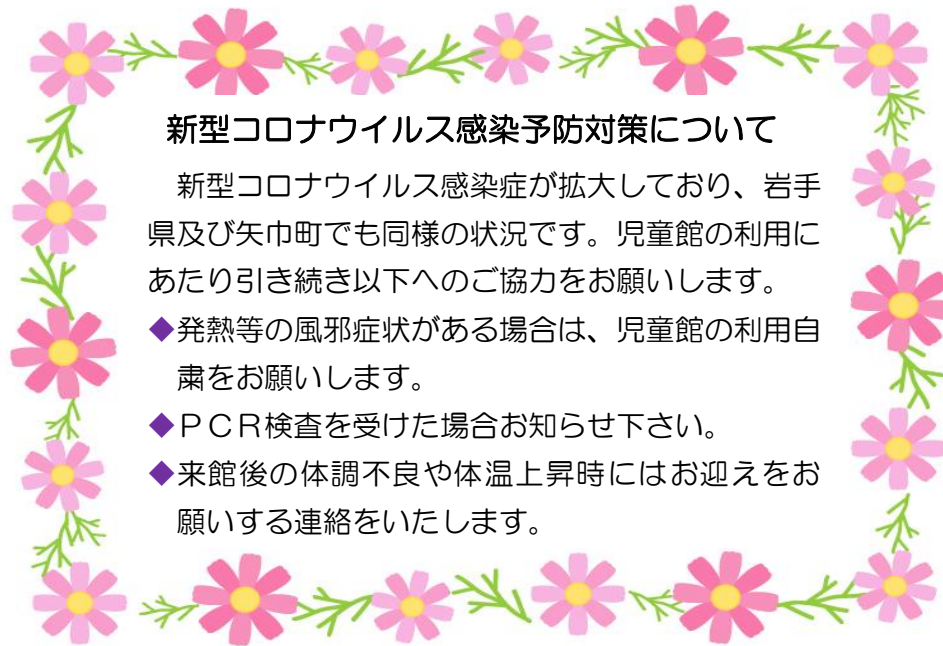 新型コロナウイルス感染予防対策について
　新型コロナウイルス感染症が拡大しており、岩手
県及び矢巾町でも同様の状況です。児童館の利用に
あたり引き続き以下へのご協力をお願いします。
◆発熱等の風邪症状がある場合は、児童館の利用自
粛をお願いします。
◆ＰＣＲ検査を受けた場合お知らせ下さい。
◆来館後の体調不良や体温上昇時にはお迎えをお
願いする連絡をいたします。